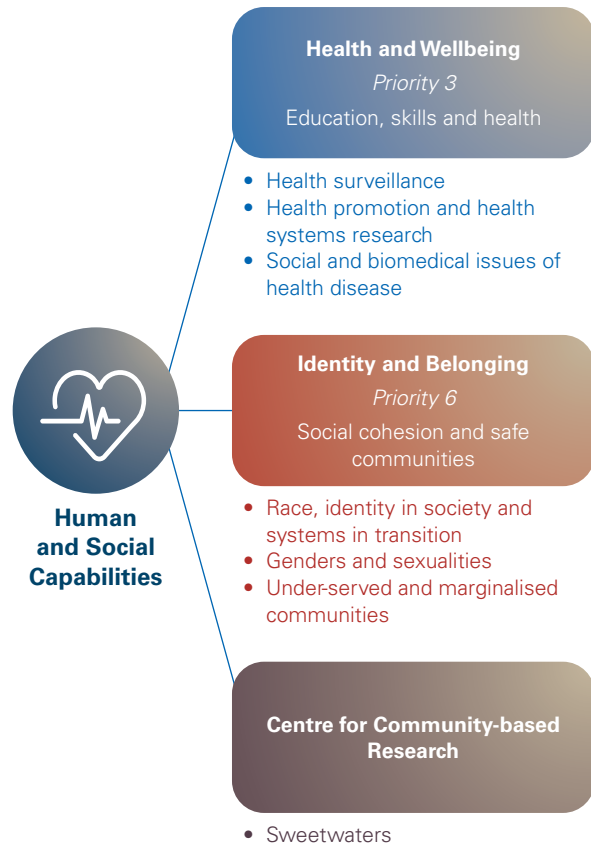 Health and Wellbeing
Priority 3
Education, skills and health
• Health surveillance
• Health promotion and health
systems research
• Social and biomedical issues of
health disease
Human
and Social
Capabilities
Identity and Belonging
Priority 6
Social cohesion and safe
communities
• Race, identity in society and
systems in transition
• Genders and sexualities
• Under-served and marginalised
communities
Centre for Community-based
Research
• Sweetwaters